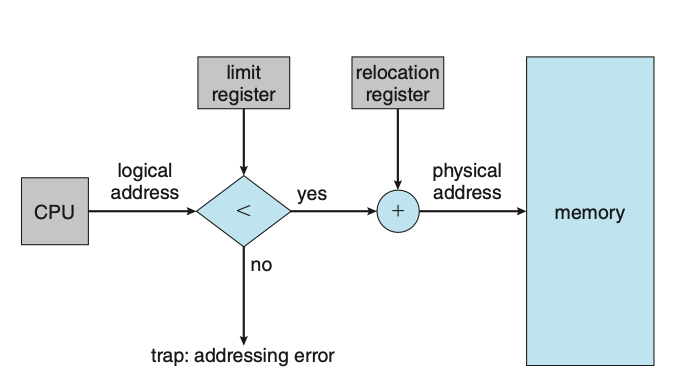 limit
register
relocation
register
logical
address
physical
address
CPU
<
yes
+
memory
no
trap: addressing error